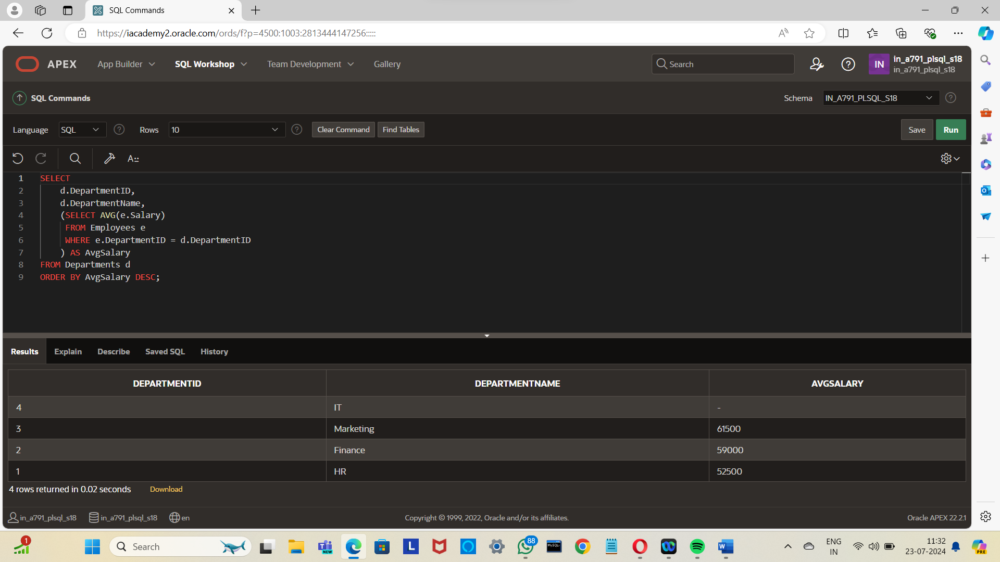 SQL Commands
https://iacademy2.oracle.com/ords/f?p=4500:1003:2813444147256:::::
APEX App Builder SQL Workshop Team Development Gallery Search IN in_a791_plsql_s18
in_a791_plsql_s18
SQL Commands Schema IN_A791_PLSQL_S18
Language SQL Rows 10 Clear Command Find Tables Save Run
A::
1 SELECT
2 d.DepartmentID,
3 d.DepartmentName,
4 (SELECT AVG(e.Salary)
5 FROM Employees e
6 WHERE e.DepartmentID = d.DepartmentID
7 ) AS AvgSalary
8 FROM Departments d
9 ORDER BY AvgSalary DESC;
Results Explain Describe Saved SQL History
DEPARTMENTID DEPARTMENTNAME AVGSALARY
4 IT -
3 Marketing 61500
2 Finance 59000
1 HR 52500
4 rows returned in 0.02 seconds Download
in_a791_plsql_s18 in_a791_plsql_s18 en Copyright © 1999, 2022, Oracle and/or its affiliates. Oracle APEX 22.2.1
1 Search NEW L 88 MySQL ENG 11:32
IN 23-07-2024 PRE